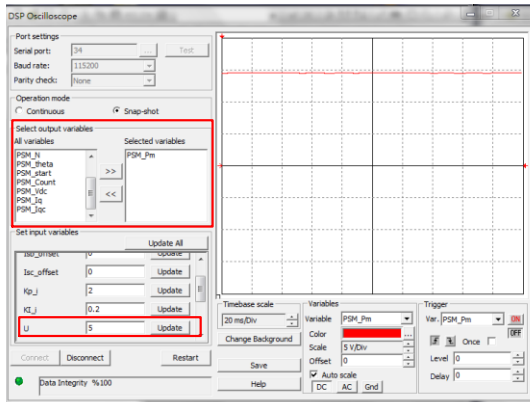 DSP Oscilloscope
Port settings
Serial port: 34 ... Test
Baud rate: 115200
Parity check: None
Operation mode
Continuous Snap-shot
Select output variables
All variables Selected variables
PSM_N
PSM_theta
PSM_start
PSM_Count
PSM_Vdc
PSM_Iq
PSM_Iqc
>>
<<
PSM_Pm
Set input variables
Update All
Isb_offset 0 Update
Isc_offset 0 Update
Kp_i 2 Update
KI_i 0.2 Update
U 5 Update
Connect Disconnect Restart
Data Integrity %100
Timebase scale
20 ms/Div
Change Background
Save
Help
Variables
Variable PSM_Pm
Color ...
Scale 5 V/Div
Offset 0
Auto scale
DC AC Gnd
Trigger
Var. PSM_Pm ON
OFF
Once
Level 0
Delay 0